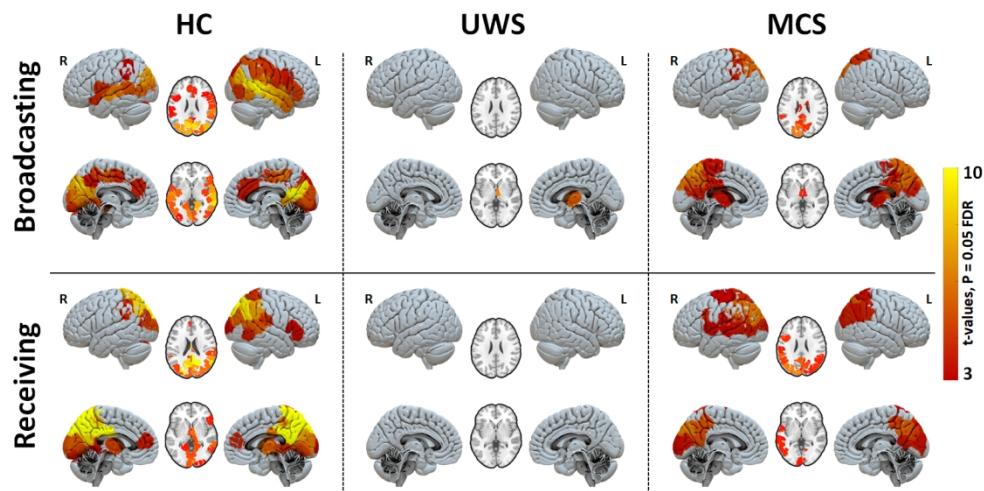 HC
UWS
MCS
Broadcasting
R
L
R
L
R
L
10
t-values, P = 0.05 FDR
3
Receiving
R
L
R
L
R
L